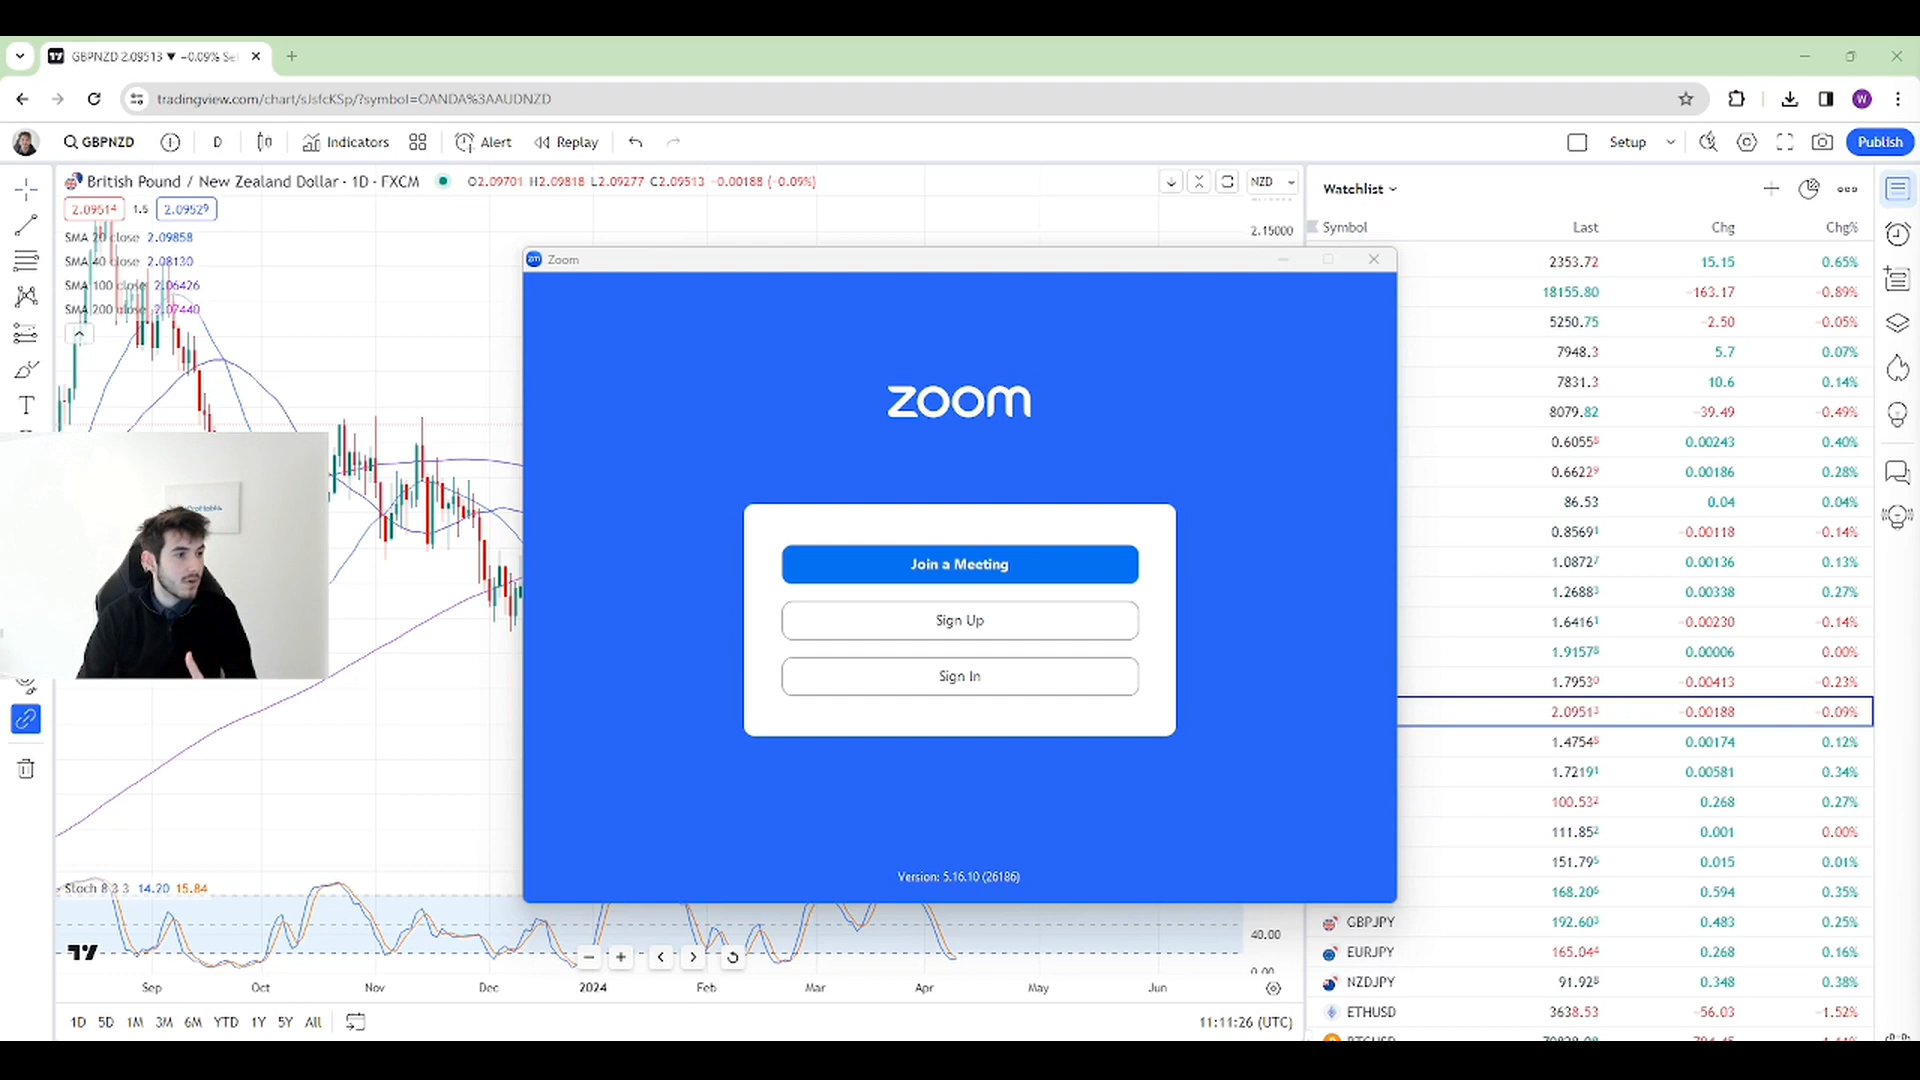 GBPNZD 2.09513 ▼ −0.09% Se
tradingview.com/chart/sJsfcKSp/?symbol=OANDA%3AAUDNZD
W
GBPNZD
D
Indicators
Alert
Replay
Setup
Publish
British Pound / New Zealand Dollar · 1D · FXCM
O2.09701 H2.09818 L2.09277 C2.09513 −0.00188 (−0.09%)
NZD
2.09514 1.5 2.09529
SMA 20 close 2.09858
SMA 40 close 2.08130
SMA 100 close 2.06426
SMA 200 close 2.07440
2.15000
Watchlist
Symbol Last Chg Chg%
2353.72 15.15 0.65%
18155.80 −163.17 −0.89%
5250.75 −2.50 −0.05%
7948.3 5.7 0.07%
7831.3 10.6 0.14%
8079.82 −39.49 −0.49%
0.60555 0.00243 0.40%
0.66229 0.00186 0.28%
86.53 0.04 0.04%
0.85691 −0.00118 −0.14%
1.08727 0.00136 0.13%
1.26883 0.00338 0.27%
1.64161 −0.00230 −0.14%
1.91578 0.00006 0.00%
1.79530 −0.00413 −0.23%
2.09513 −0.00188 −0.09%
1.47545 0.00174 0.12%
1.72191 0.00581 0.34%
100.532 0.268 0.27%
111.852 0.001 0.00%
151.795 0.015 0.01%
168.206 0.594 0.35%
GBPJPY 192.603 0.483 0.25%
EURJPY 165.044 0.268 0.16%
NZDJPY 91.928 0.348 0.38%
ETHUSD 3638.53 −56.03 −1.52%
zm Zoom
zoom
Join a Meeting
Sign Up
Sign In
Version: 5.16.10 (26186)
T
Stoch 8 3 3 14.20 15.84
40.00
0.00
Sep Oct Nov Dec 2024 Feb Mar Apr May Jun
1D 5D 1M 3M 6M YTD 1Y 5Y All
11:11:26 (UTC)